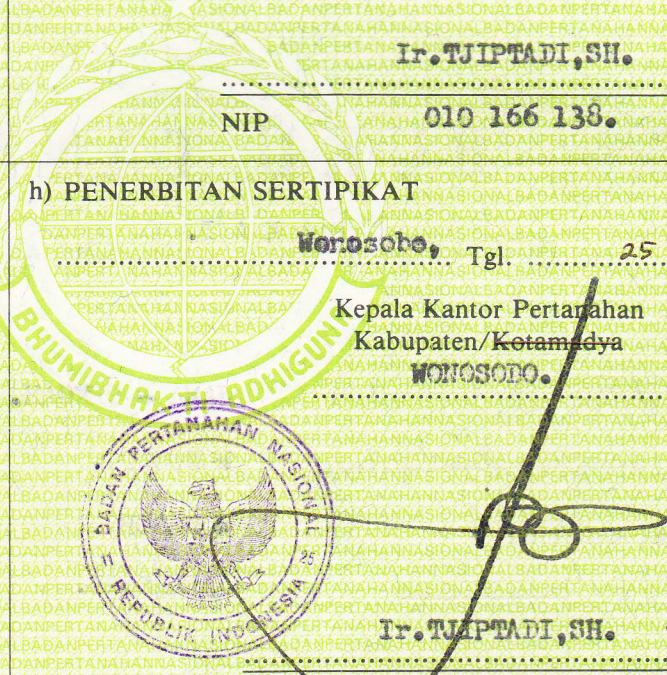 Ir.TJIPTADI,SH.
NIP 010 166 138.
h) PENERBITAN SERTIPIKAT
Wonosobo, Tgl. 25
Kepala Kantor Pertanahan
Kabupaten/Kotamadya
WONOSOBO.
BHUMIBHAKTI ADHIGUNA
BADAN PERTANAHAN NASIONAL
REPUBLIK INDONESIA
Ir.TJIPTADI,SH.